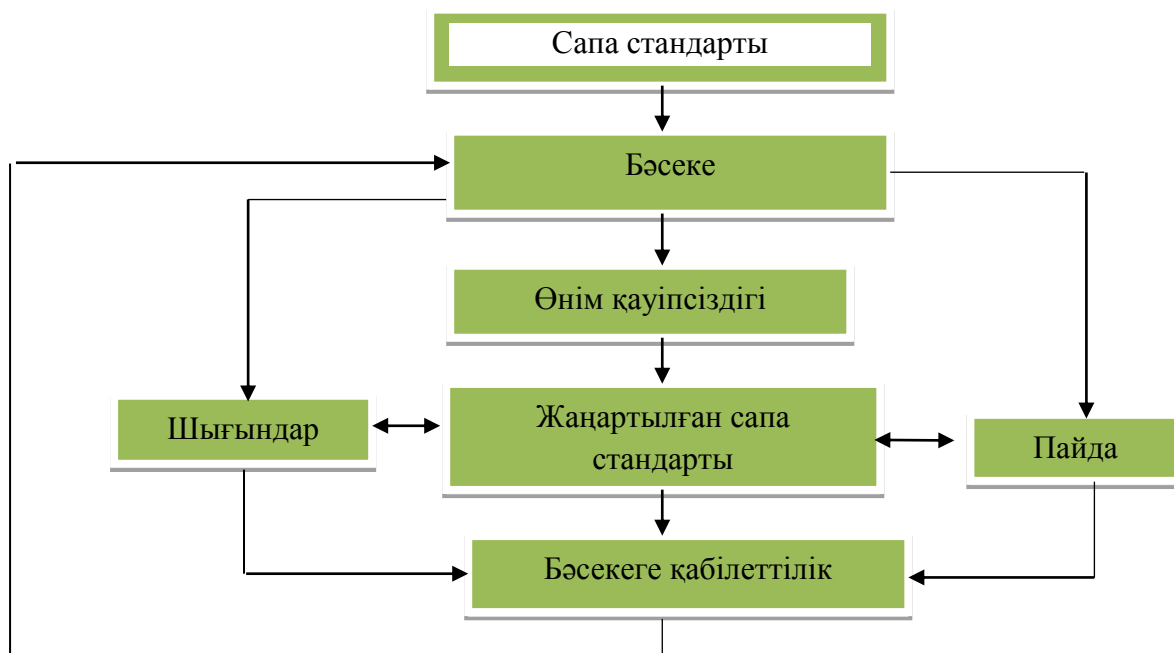 Сапа стандарты
Бәсеке
Өнім қауіпсіздігі
Шығындар
Жаңартылған сапа
стандарты
Пайда
Бәсекеге қабілеттілік